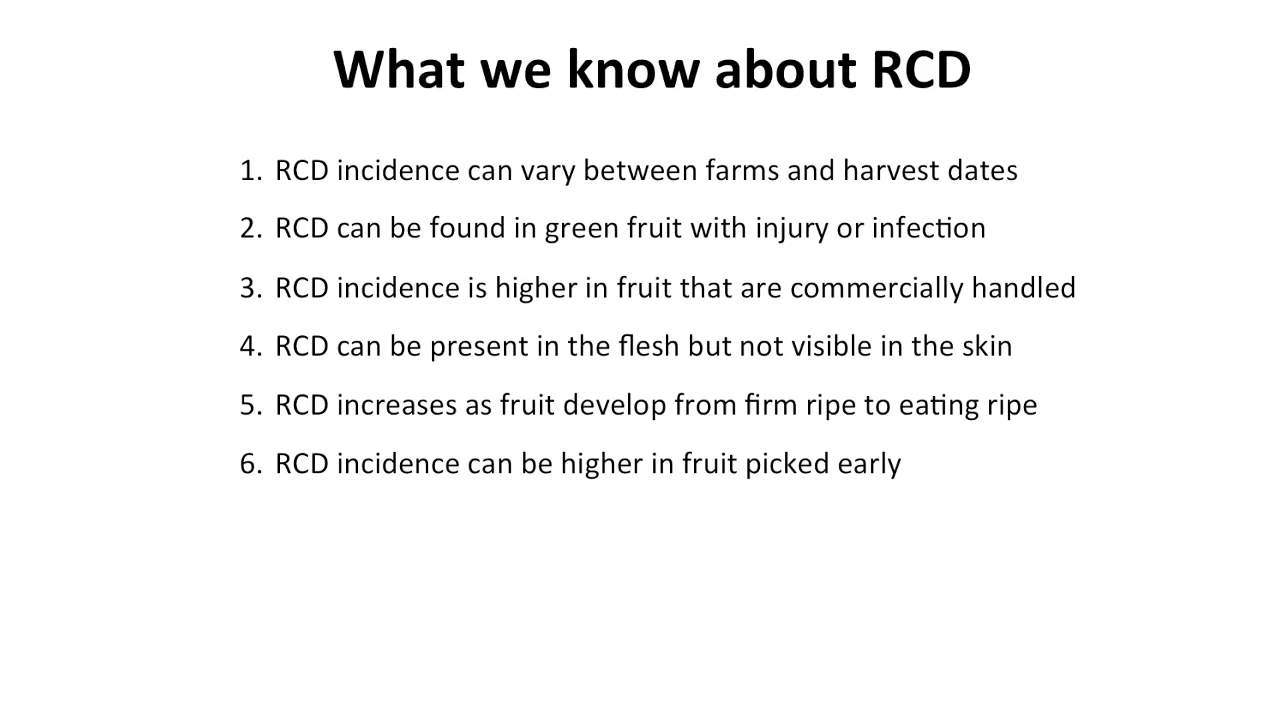 What we know about RCD
1. RCD incidence can vary between farms and harvest dates
2. RCD can be found in green fruit with injury or infection
3. RCD incidence is higher in fruit that are commercially handled
4. RCD can be present in the flesh but not visible in the skin
5. RCD increases as fruit develop from firm ripe to eating ripe
6. RCD incidence can be higher in fruit picked early